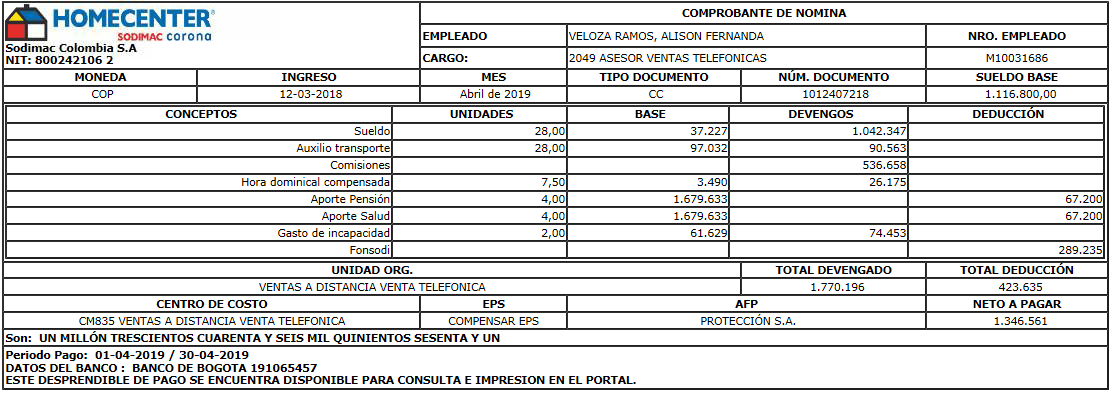 HOMECENTER
SODIMAC corona
Sodimac Colombia S.A
NIT: 800242106 2
COMPROBANTE DE NOMINA
EMPLEADO VELOZA RAMOS, ALISON FERNANDA NRO. EMPLEADO
CARGO: 2049 ASESOR VENTAS TELEFONICAS M10031686
MONEDA INGRESO MES TIPO DOCUMENTO NÚM. DOCUMENTO SUELDO BASE
COP 12-03-2018 Abril de 2019 CC 1012407218 1.116.800,00
CONCEPTOS UNIDADES BASE DEVENGOS DEDUCCIÓN
Sueldo 28,00 37.227 1.042.347
Auxilio transporte 28,00 97.032 90.563
Comisiones 536.658
Hora dominical compensada 7,50 3.490 26.175
Aporte Pensión 4,00 1.679.633 67.200
Aporte Salud 4,00 1.679.633 67.200
Gasto de incapacidad 2,00 61.629 74.453
Fonsodi 289.235
UNIDAD ORG. TOTAL DEVENGADO TOTAL DEDUCCIÓN
VENTAS A DISTANCIA VENTA TELEFONICA 1.770.196 423.635
CENTRO DE COSTO EPS AFP NETO A PAGAR
CM835 VENTAS A DISTANCIA VENTA TELEFONICA COMPENSAR EPS PROTECCIÓN S.A. 1.346.561
Son: UN MILLÓN TRESCIENTOS CUARENTA Y SEIS MIL QUINIENTOS SESENTA Y UN
Periodo Pago: 01-04-2019 / 30-04-2019
DATOS DEL BANCO : BANCO DE BOGOTA 191065457
ESTE DESPRENDIBLE DE PAGO SE ENCUENTRA DISPONIBLE PARA CONSULTA E IMPRESION EN EL PORTAL.